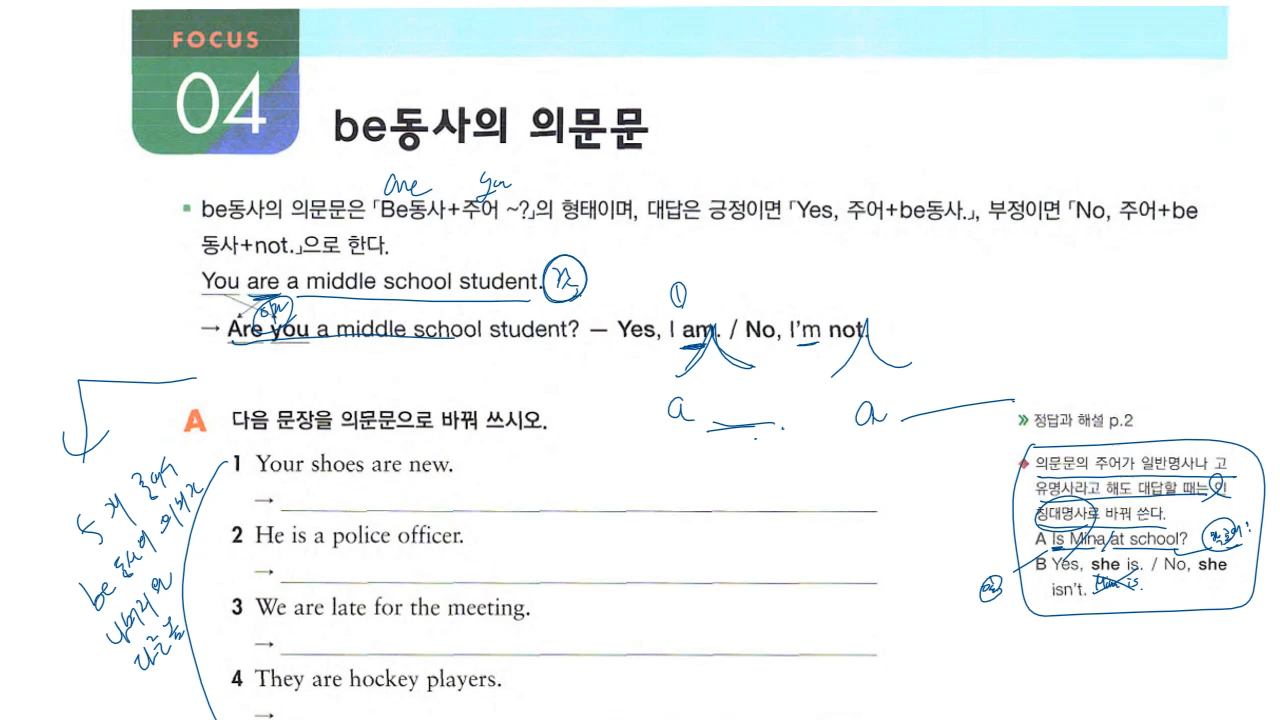 FOCUS
04
be동사의 의문문
are you
be동사의 의문문은 「Be동사+주어 ~?」의 형태이며, 대답은 긍정이면 「Yes, 주어+be동사.」, 부정이면 「No, 주어+be
동사+not.」으로 한다.
You are a middle school student.
①
→ Are you a middle school student? — Yes, I am. / No, I'm not.
a
a
A 다음 문장을 의문문으로 바꿔 쓰시오.
» 정답과 해설 p.2
1 Your shoes are new.
→
2 He is a police officer.
→
3 We are late for the meeting.
→
4 They are hockey players.
→
의문문의 주어가 일반명사나 고
유명사라고 해도 대답할 때는 인
칭대명사로 바꿔 쓴다.
A Is Mina at school?
B Yes, she is. / No, she
isn't.
be